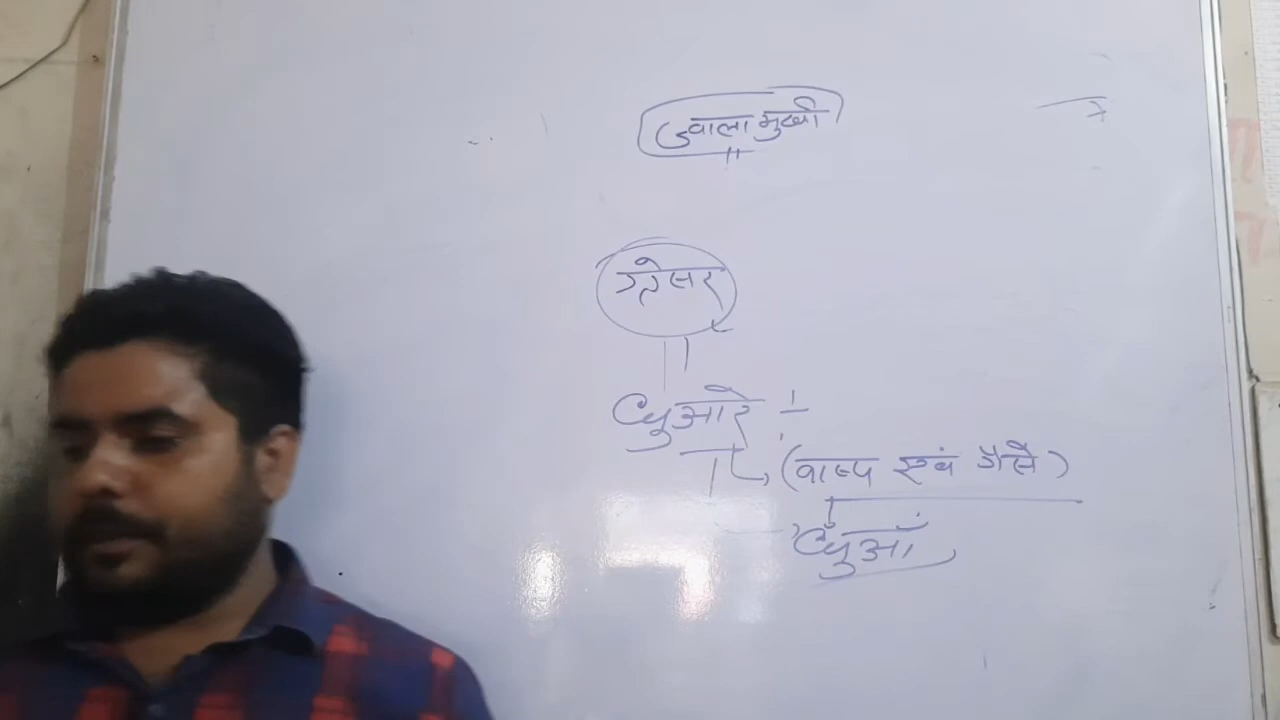 ज्वालामुखी
ग्रेसर
धुआरे :-
(वाष्प एवं गैसे)
धुआँ